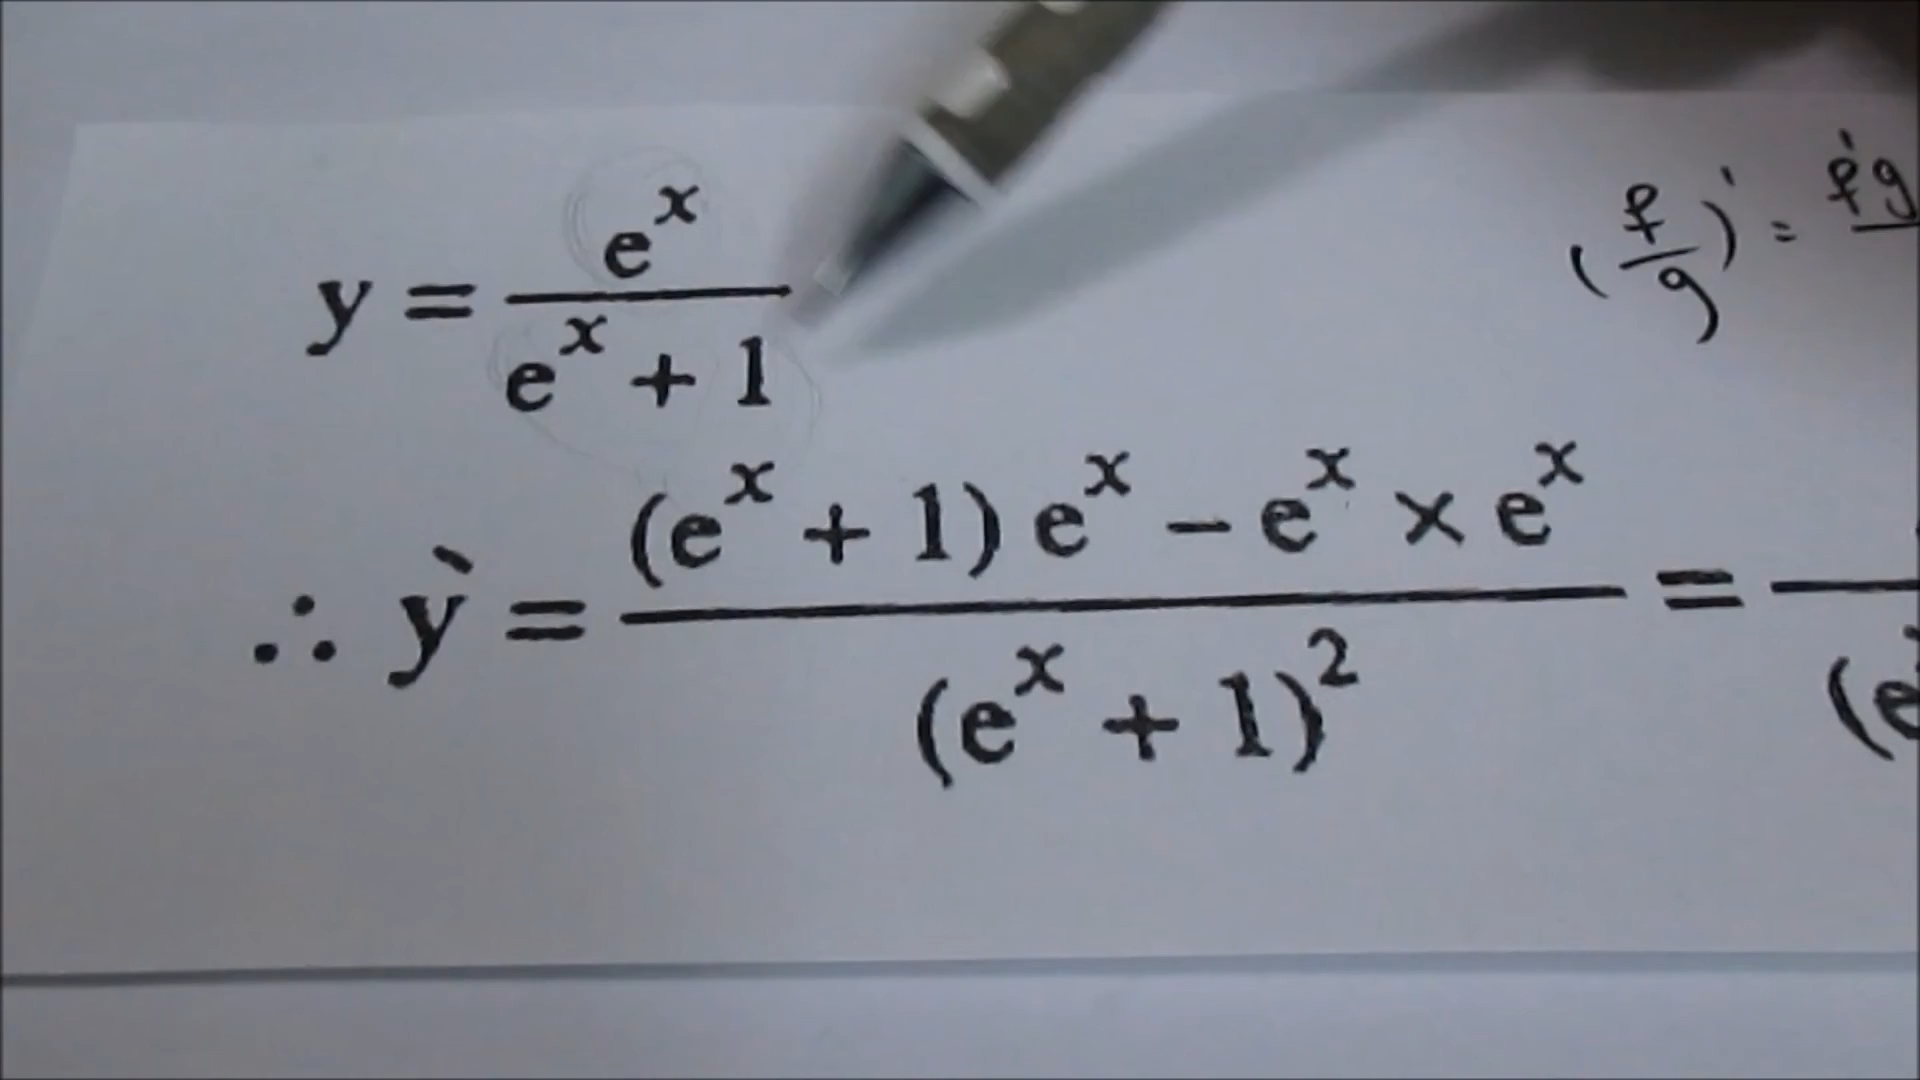 y = e^x / (e^x + 1)
(f/g)' = f'g
∴ y` = ((e^x + 1) e^x − e^x × e^x) / (e^x + 1)^2 =